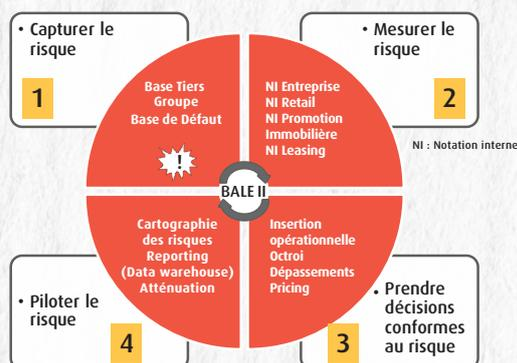 • Capturer le
risque
1
• Mesurer le
risque
2
Base Tiers
Groupe
Base de Défaut
!
NI Entreprise
NI Retail
NI Promotion
Immobilière
NI Leasing
NI : Notation interne
BALE II
Cartographie
des risques
Reporting
(Data warehouse)
Atténuation
Insertion
opérationnelle
Octroi
Dépassements
Pricing
• Piloter le
risque
4
• Prendre
décisions
conformes
au risque
3